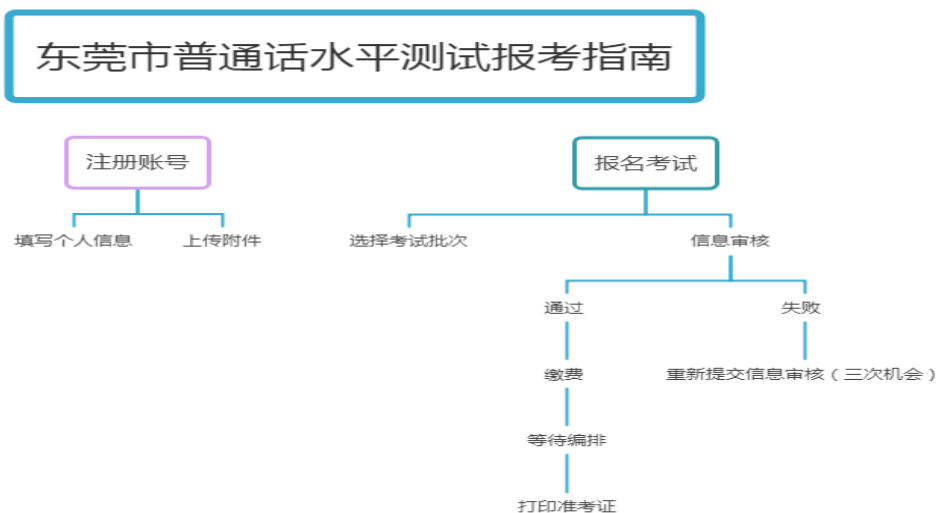 东莞市普通话水平测试报考指南
注册账号
报名考试
填写个人信息
上传附件
选择考试批次
信息审核
通过
失败
缴费
重新提交信息审核（三次机会）
等待编排
打印准考证